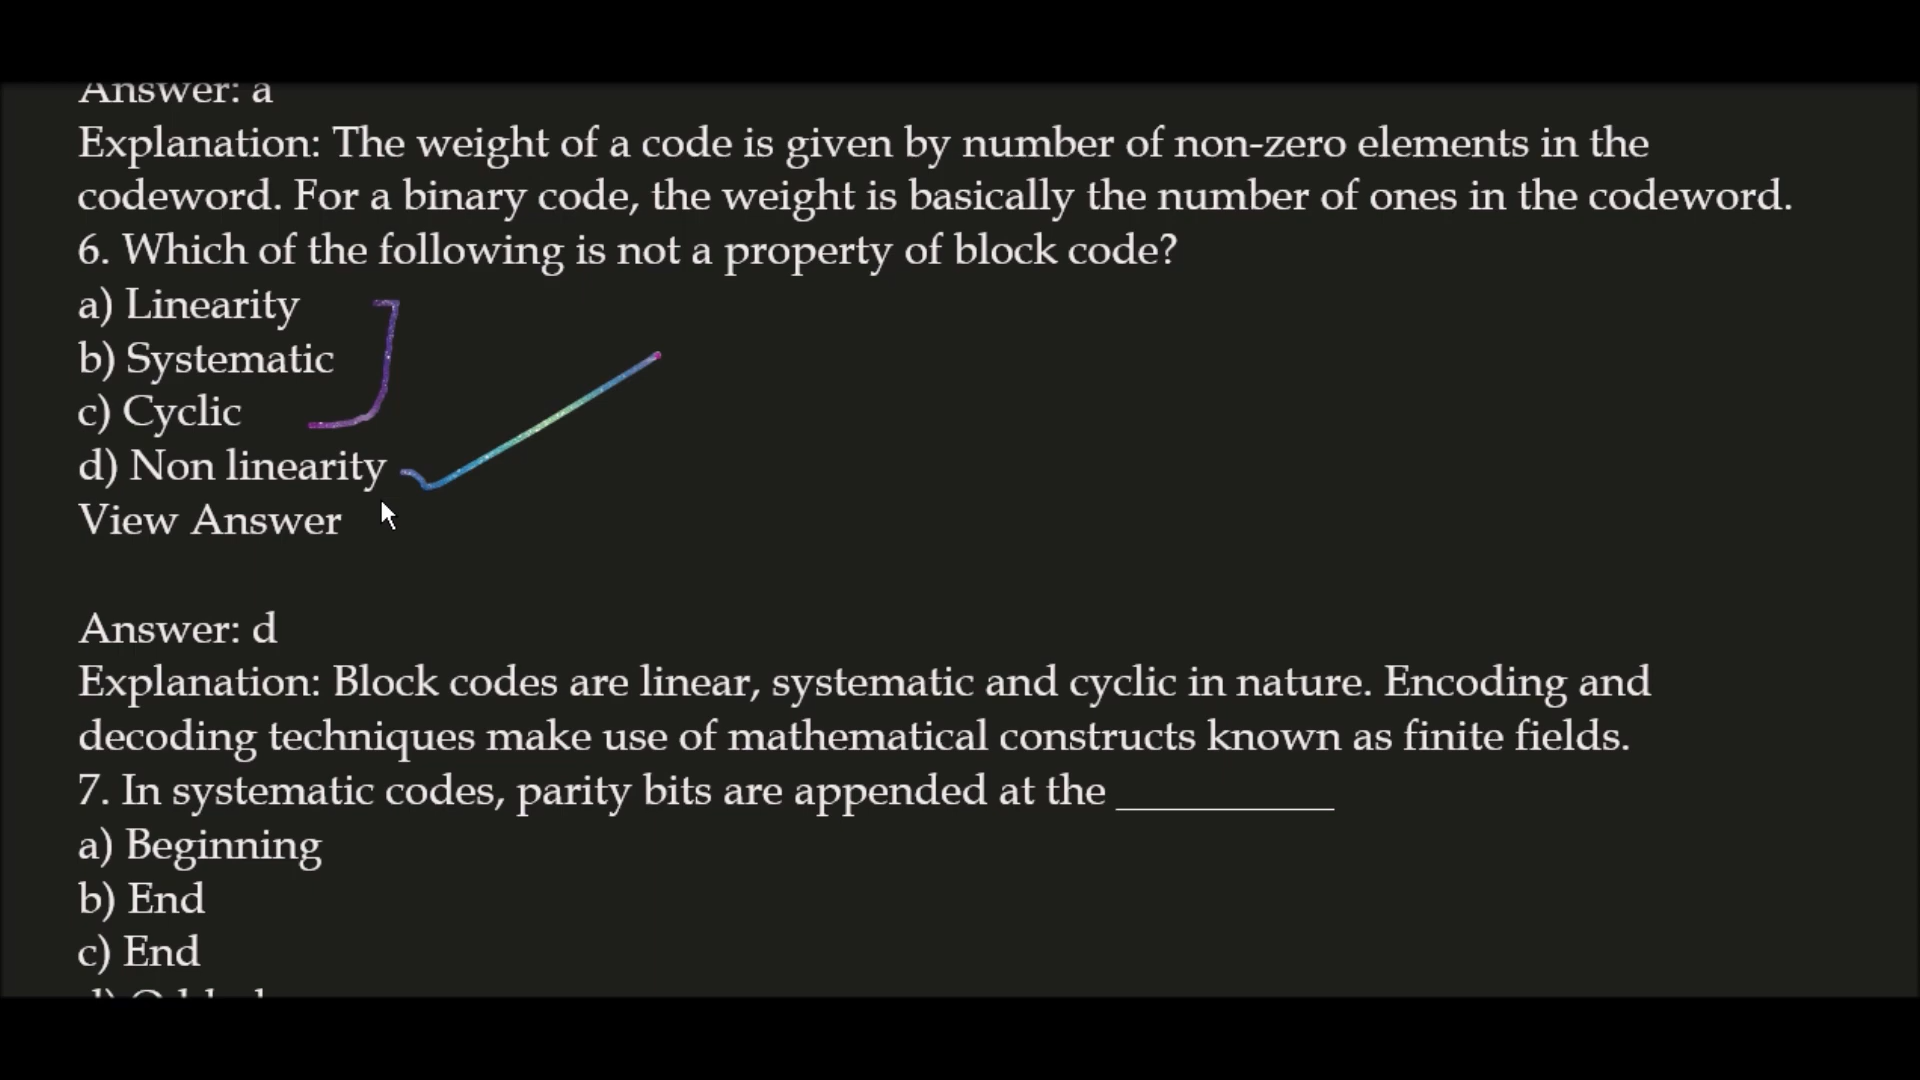 Answer: a
Explanation: The weight of a code is given by number of non-zero elements in the
codeword. For a binary code, the weight is basically the number of ones in the codeword.
6. Which of the following is not a property of block code?
a) Linearity
b) Systematic
c) Cyclic
d) Non linearity
View Answer
Answer: d
Explanation: Block codes are linear, systematic and cyclic in nature. Encoding and
decoding techniques make use of mathematical constructs known as finite fields.
7. In systematic codes, parity bits are appended at the __________
a) Beginning
b) End
c) End